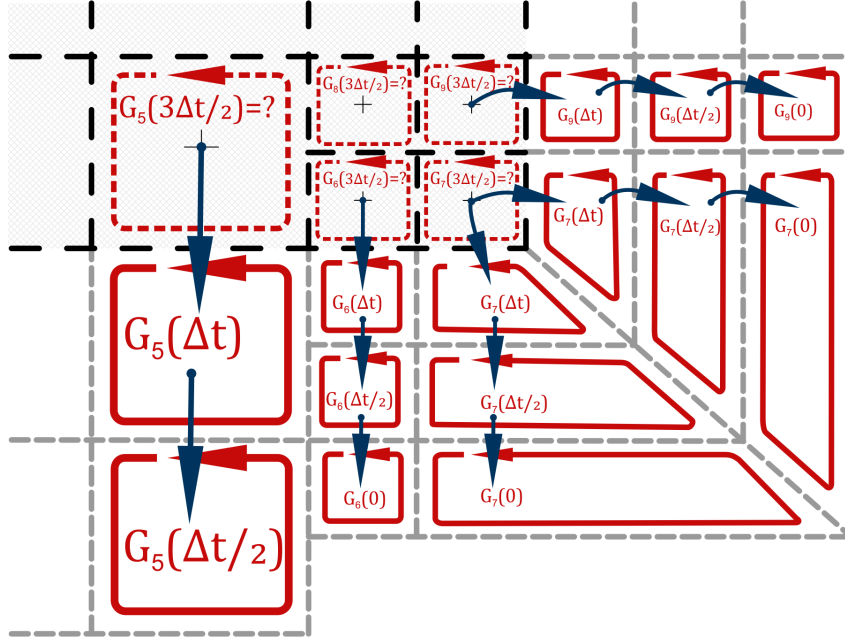 G₈(3Δt/2)=?
G₉(3Δt/2)=?
G₅(3Δt/2)=?
G₉(Δt)
G₉(Δt/2)
G₉(0)
G₆(3Δt/2)=?
G₇(3Δt/2)=?
G₇(Δt)
G₇(Δt/2)
G₇(0)
G₅(Δt)
G₆(Δt)
G₇(Δt)
G₆(Δt/2)
G₇(Δt/2)
G₆(0)
G₇(0)
G₅(Δt/2)